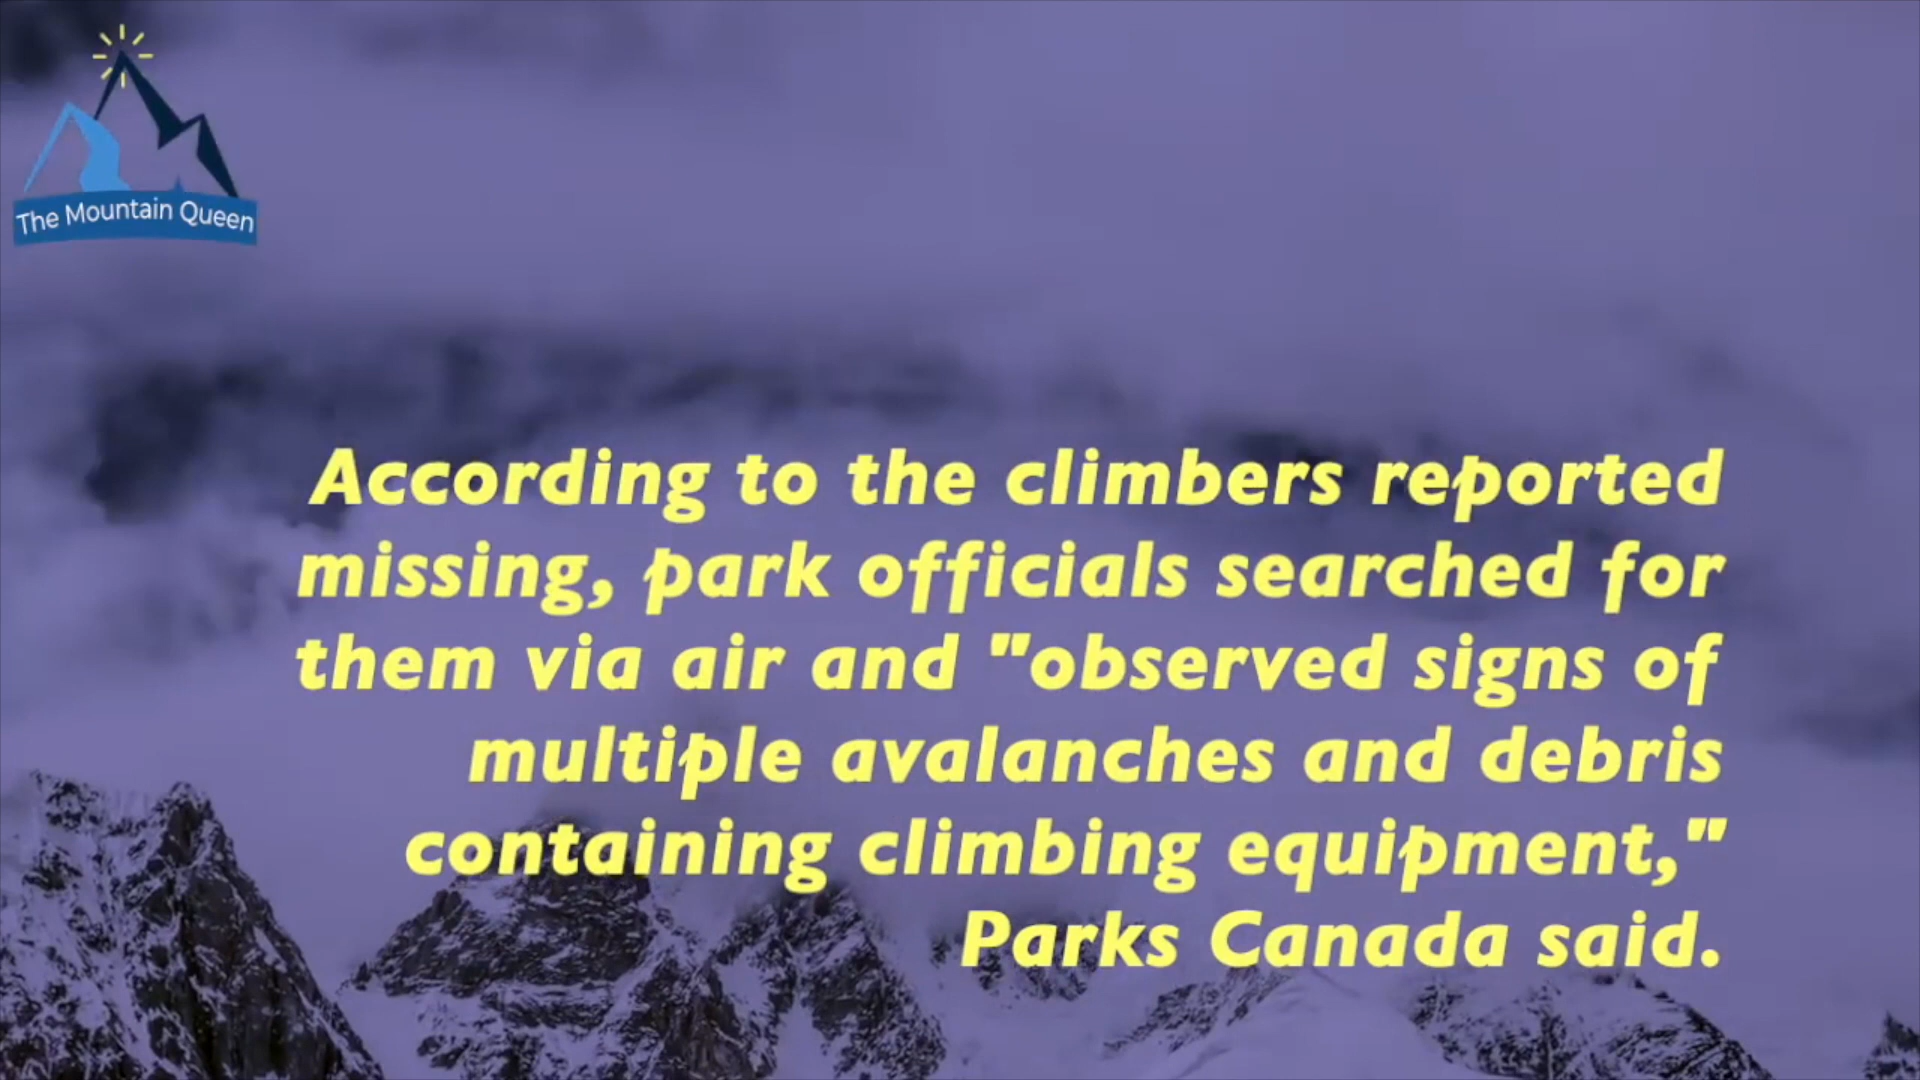 The Mountain Queen
According to the climbers reported
missing, park officials searched for
them via air and "observed signs of
multiple avalanches and debris
containing climbing equipment,"
Parks Canada said.